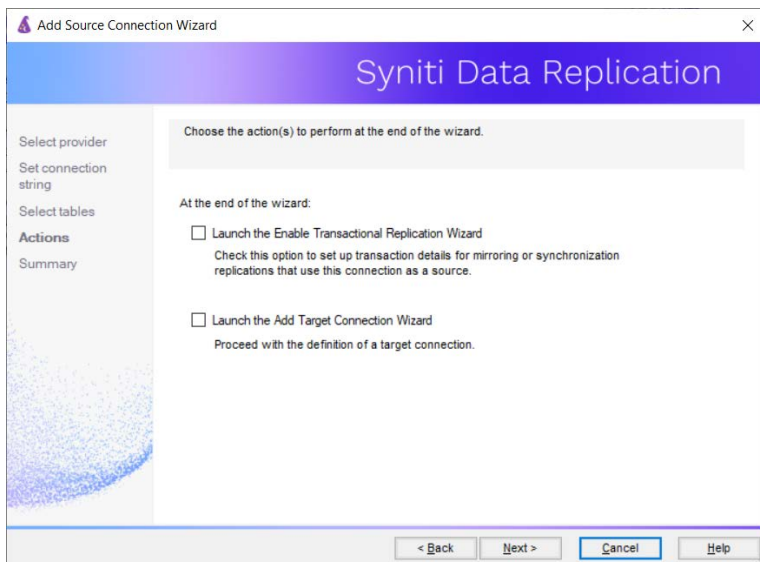 Add Source Connection Wizard
Syniti Data Replication
Select provider
Set connection
string
Select tables
Actions
Summary
Choose the action(s) to perform at the end of the wizard.
At the end of the wizard:
Launch the Enable Transactional Replication Wizard
Check this option to set up transaction details for mirroring or synchronization
replications that use this connection as a source.
Launch the Add Target Connection Wizard
Proceed with the definition of a target connection.
< Back Next > Cancel Help